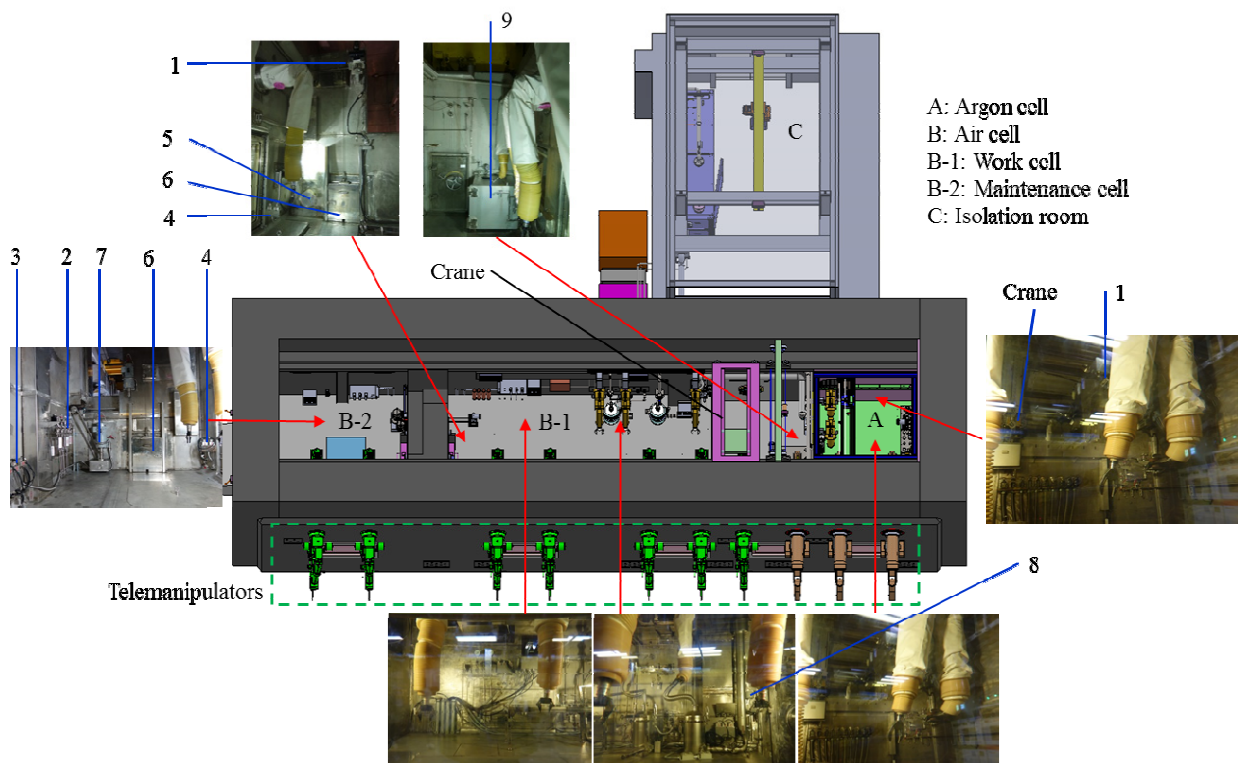 9
1
A: Argon cell
B: Air cell
B-1: Work cell
B-2: Maintenance cell
C: Isolation room
C
5
6
4
3 2 7 6 4
Crane
Crane 1
B-2 B-1 A
8
Telemanipulators